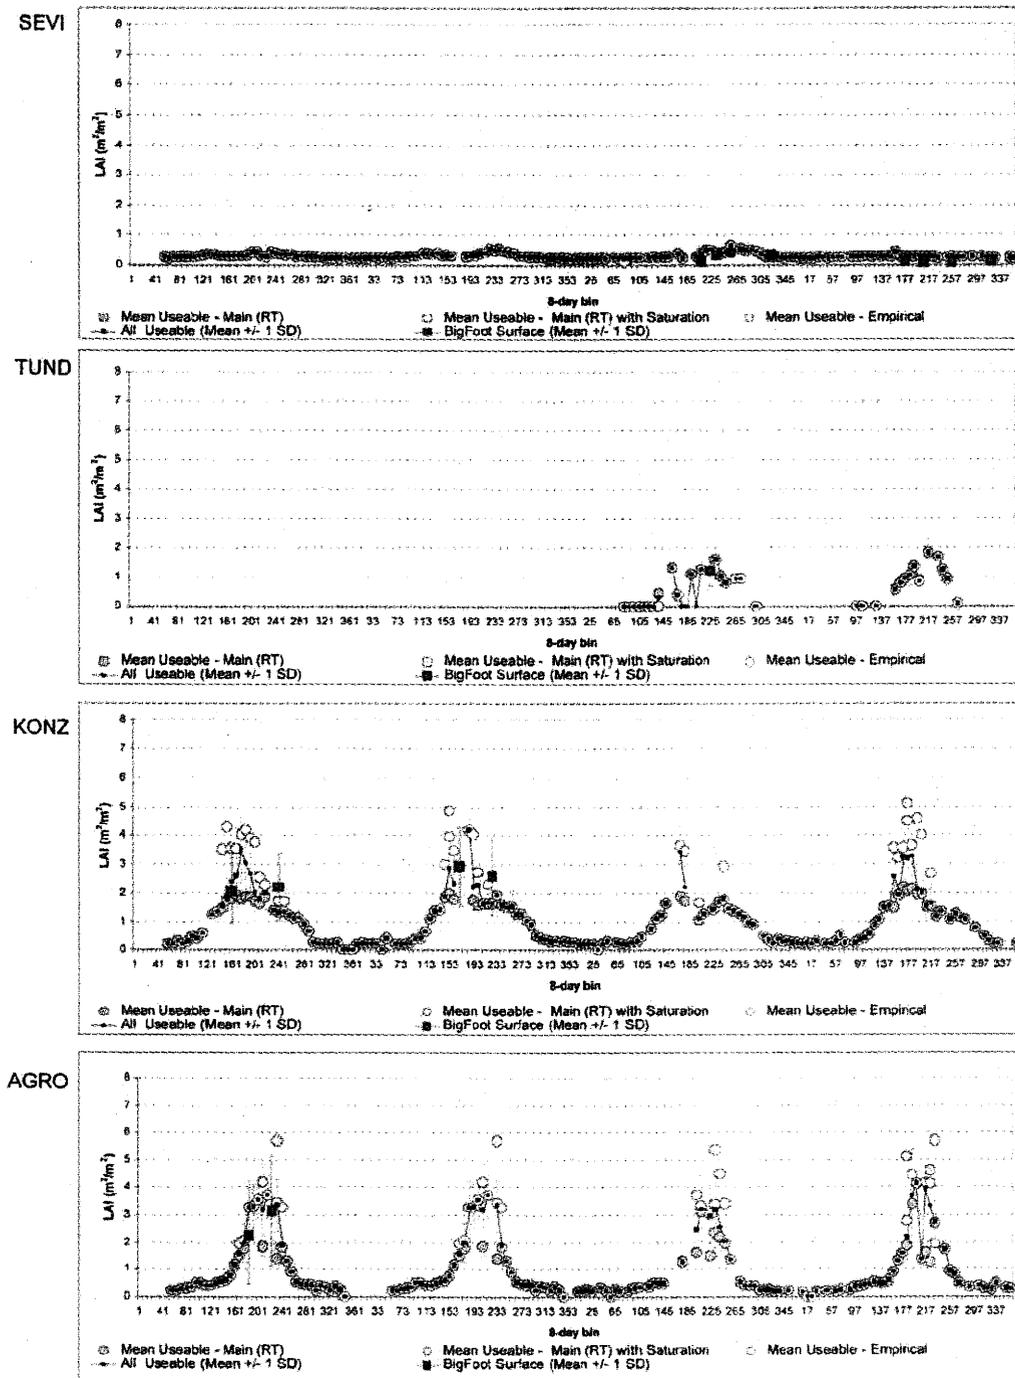 SEVI
8
7
6
5
4
3
2
1
0
LAI (m²/m²)
1 41 81 121 161 201 241 281 321 361 33 73 113 153 193 233 273 313 353 25 65 105 145 185 225 265 305 345 17 57 97 137 177 217 257 297 337
8-day bin
Mean Useable - Main (RT) Mean Useable - Main (RT) with Saturation Mean Useable - Empirical
All Useable (Mean +/- 1 SD) BigFoot Surface (Mean +/- 1 SD)
TUND
8
7
6
5
4
3
2
1
0
LAI (m²/m²)
1 41 81 121 161 201 241 281 321 361 33 73 113 153 193 233 273 313 353 25 65 105 145 185 225 265 305 345 17 57 97 137 177 217 257 297 337
8-day bin
Mean Useable - Main (RT) Mean Useable - Main (RT) with Saturation Mean Useable - Empirical
All Useable (Mean +/- 1 SD) BigFoot Surface (Mean +/- 1 SD)
KONZ
8
7
6
5
4
3
2
1
0
LAI (m²/m²)
1 41 81 121 161 201 241 281 321 361 33 73 113 153 193 233 273 313 353 25 65 105 145 185 225 265 305 345 17 57 97 137 177 217 257 297 337
8-day bin
Mean Useable - Main (RT) Mean Useable - Main (RT) with Saturation Mean Useable - Empirical
All Useable (Mean +/- 1 SD) BigFoot Surface (Mean +/- 1 SD)
AGRO
8
7
6
5
4
3
2
1
0
LAI (m²/m²)
1 41 81 121 161 201 241 281 321 361 33 73 113 153 193 233 273 313 353 25 65 105 145 185 225 265 305 345 17 57 97 137 177 217 257 297 337
8-day bin
Mean Useable - Main (RT) Mean Useable - Main (RT) with Saturation Mean Useable - Empirical
All Useable (Mean +/- 1 SD) BigFoot Surface (Mean +/- 1 SD)